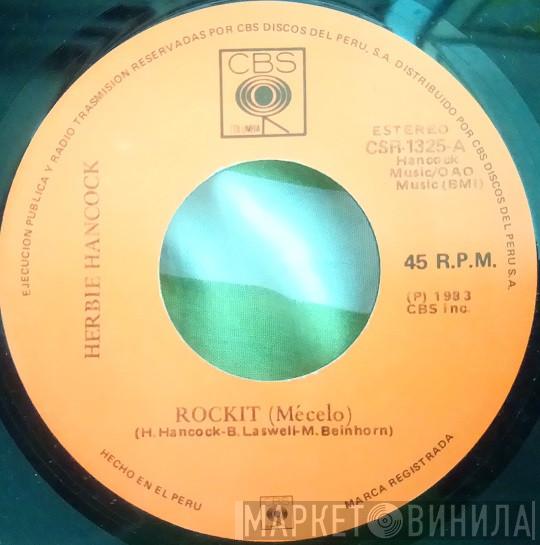 EJECUCION PUBLICA Y RADIO TRASMISION RESERVADAS POR CBS DISCOS DEL PERU, S.A. DISTRIBUIDO POR CBS DISCOS DEL PERU S.A.
CBS
COLUMBIA
ESTEREO
CSR-1325-A
Hancock
Music/OAO
Music (BMI)
HERBIE HANCOCK
45 R.P.M.
(P) 1983
CBS inc.
ROCKIT (Mécelo)
(H. Hancock-B. Laswell-M. Beinhorn)
HECHO EN EL PERU
MARCA REGISTRADA
МАРКЕТ ВИНИЛА